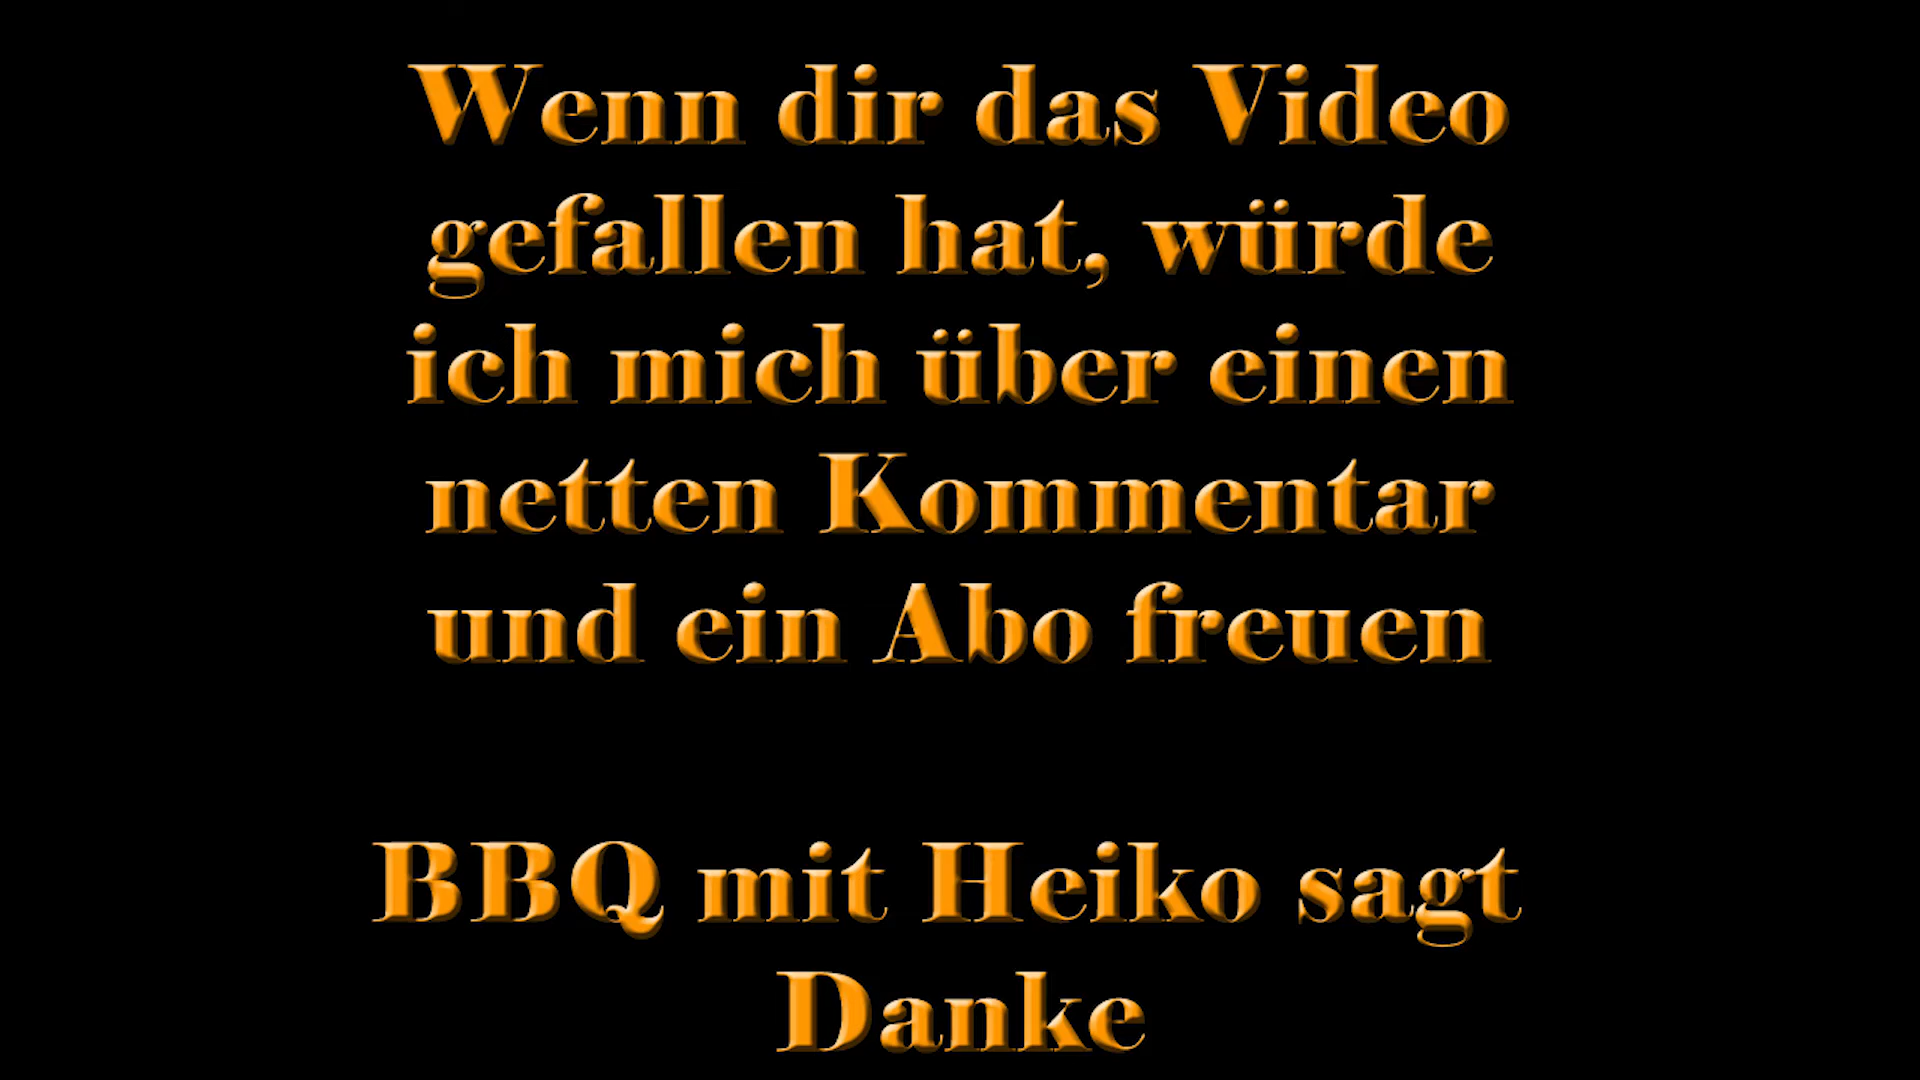 Wenn dir das Video
gefallen hat, würde
ich mich über einen
netten Kommentar
und ein Abo freuen
BBQ mit Heiko sagt
Danke